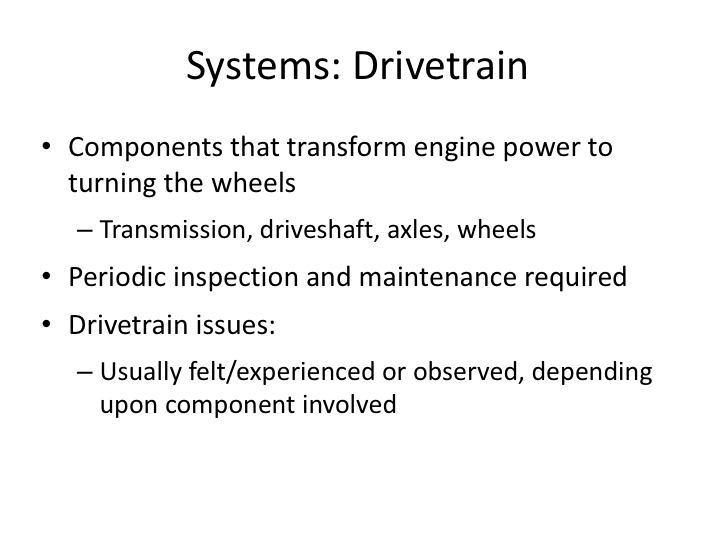 Systems: Drivetrain
• Components that transform engine power to
turning the wheels
– Transmission, driveshaft, axles, wheels
• Periodic inspection and maintenance required
• Drivetrain issues:
– Usually felt/experienced or observed, depending
upon component involved